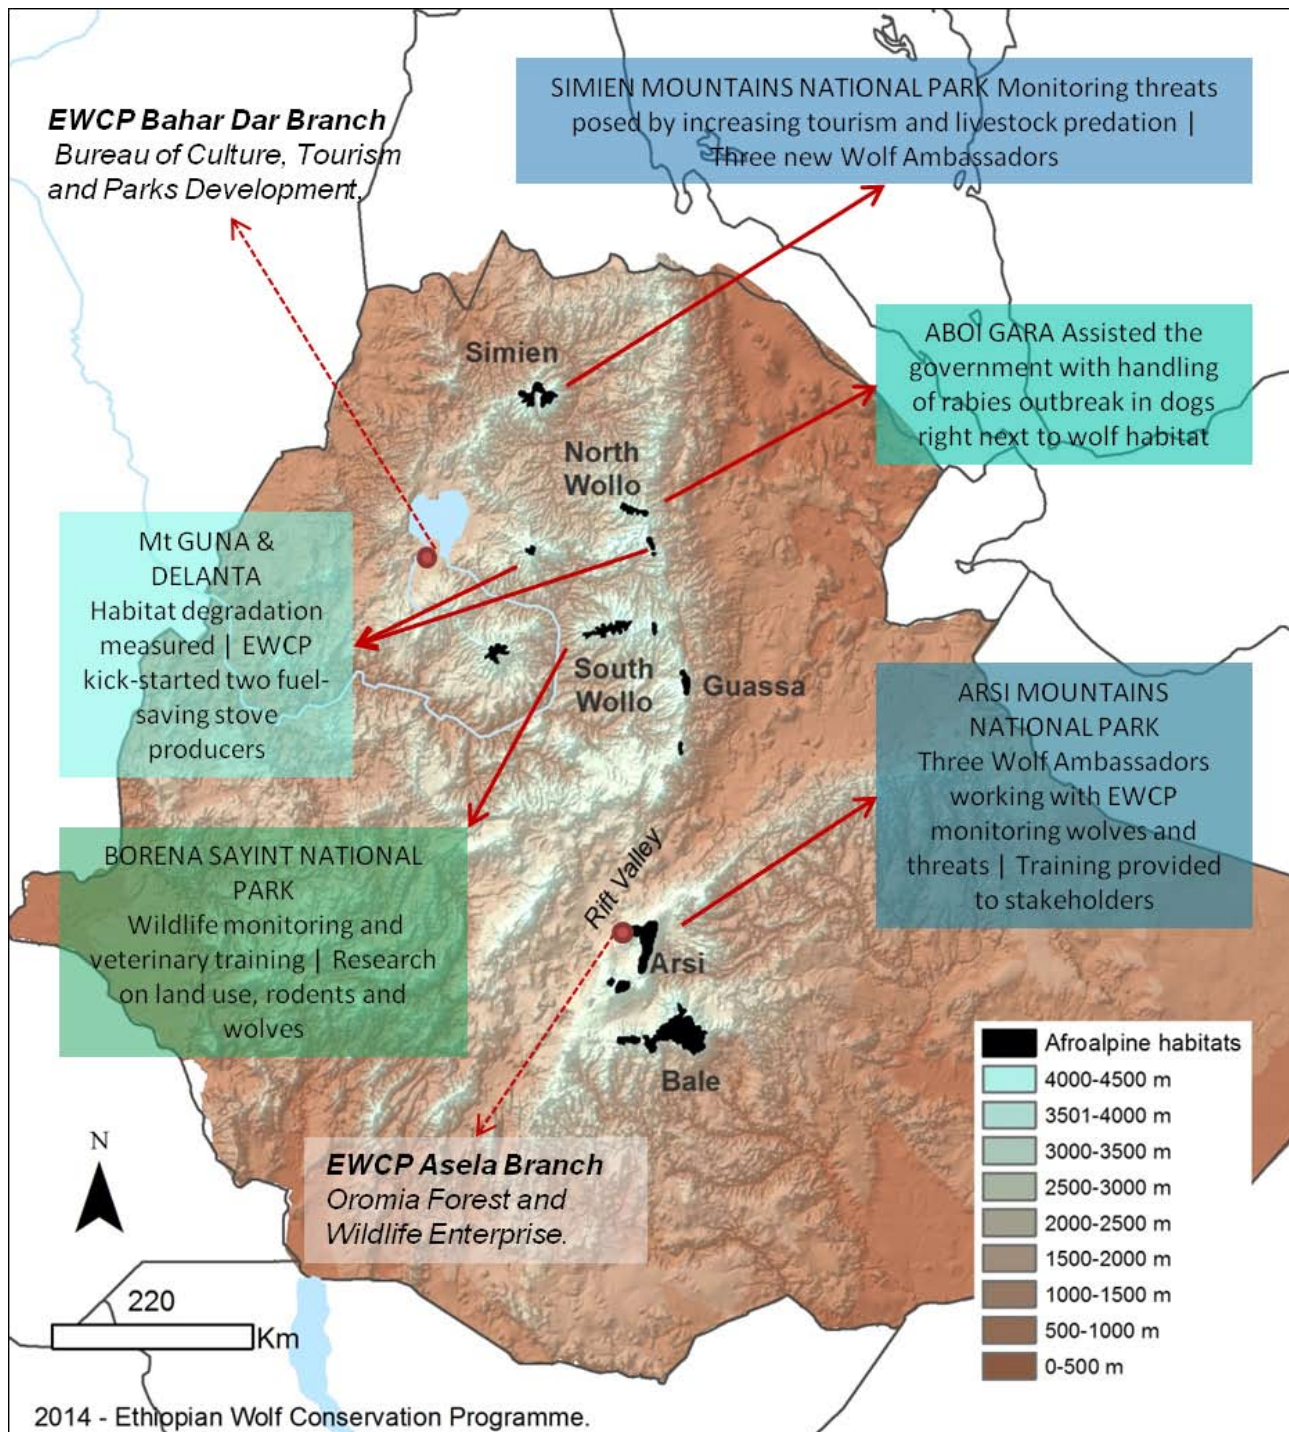 EWCP Bahar Dar Branch
Bureau of Culture, Tourism
and Parks Development,
SIMIEN MOUNTAINS NATIONAL PARK Monitoring threats
posed by increasing tourism and livestock predation |
Three new Wolf Ambassadors
ABOI GARA Assisted the
government with handling
of rabies outbreak in dogs
right next to wolf habitat
Simien
North
Wollo
Mt GUNA &
DELANTA
Habitat degradation
measured | EWCP
kick-started two fuel-
saving stove
producers
South
Wollo
Guassa
ARSI MOUNTAINS
NATIONAL PARK
Three Wolf Ambassadors
working with EWCP
monitoring wolves and
threats | Training provided
to stakeholders
BORENA SAYINT NATIONAL
PARK
Wildlife monitoring and
veterinary training | Research
on land use, rodents and
wolves
Rift Valley
Arsi
Bale
EWCP Asela Branch
Oromia Forest and
Wildlife Enterprise.
Afroalpine habitats
4000-4500 m
3501-4000 m
3000-3500 m
2500-3000 m
2000-2500 m
1500-2000 m
1000-1500 m
500-1000 m
0-500 m
N
220
Km
2014 - Ethiopian Wolf Conservation Programme.